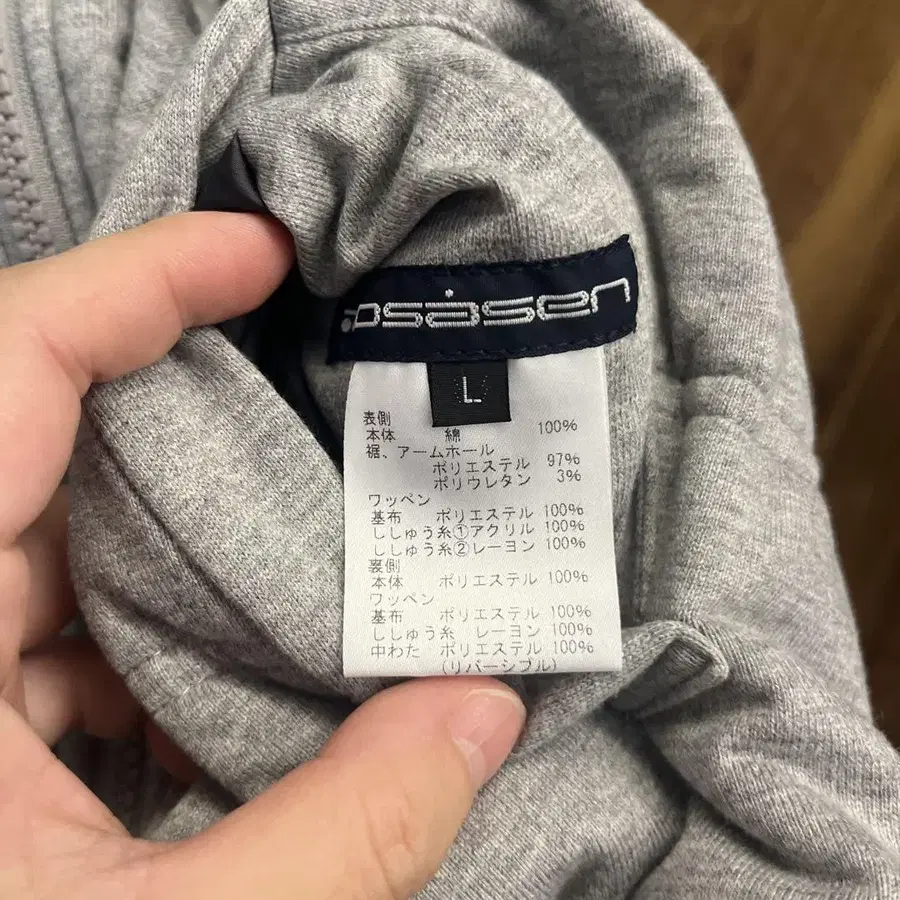 L
表側
本体 綿 100%
裾、アームホール
ポリエステル 97%
ポリウレタン 3%
ワッペン
基布 ポリエステル 100%
ししゅう糸①アクリル 100%
ししゅう糸②レーヨン 100%
裏側
本体 ポリエステル 100%
ワッペン
基布 ポリエステル 100%
ししゅう糸 レーヨン 100%
中わた ポリエステル 100%
(リバーシブル)